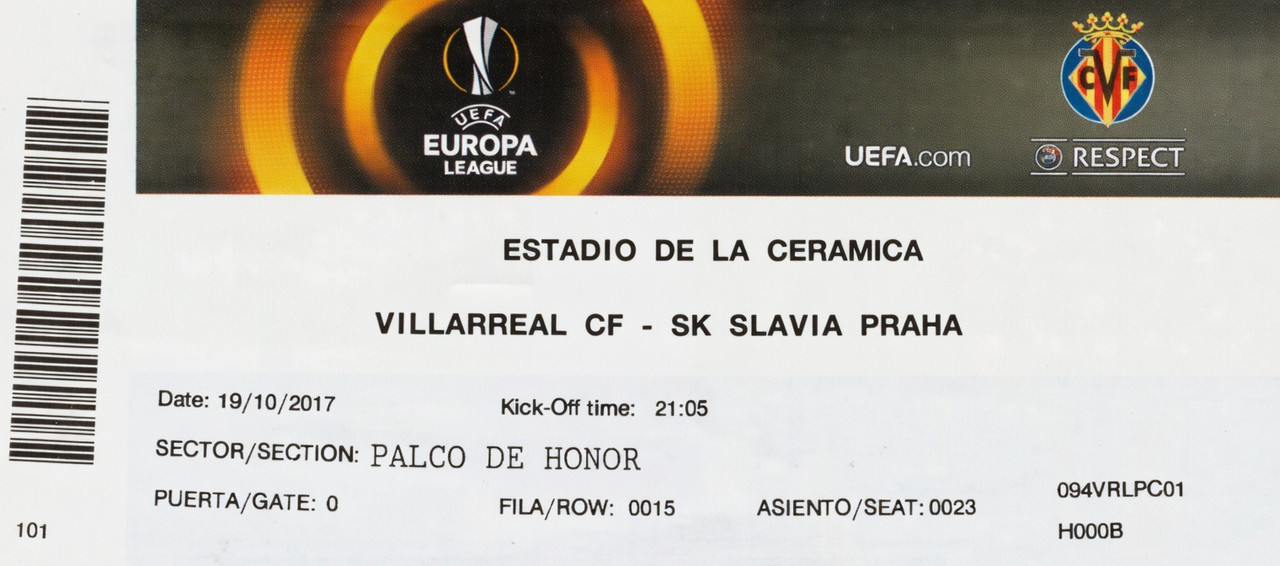 UEFA
EUROPA
LEAGUE
CVF
UEFA.com
RESPECT
ESTADIO DE LA CERAMICA
VILLARREAL CF - SK SLAVIA PRAHA
Date: 19/10/2017 Kick-Off time: 21:05
SECTOR/SECTION: PALCO DE HONOR
PUERTA/GATE: 0 FILA/ROW: 0015 ASIENTO/SEAT: 0023
094VRLPC01
H000B
101